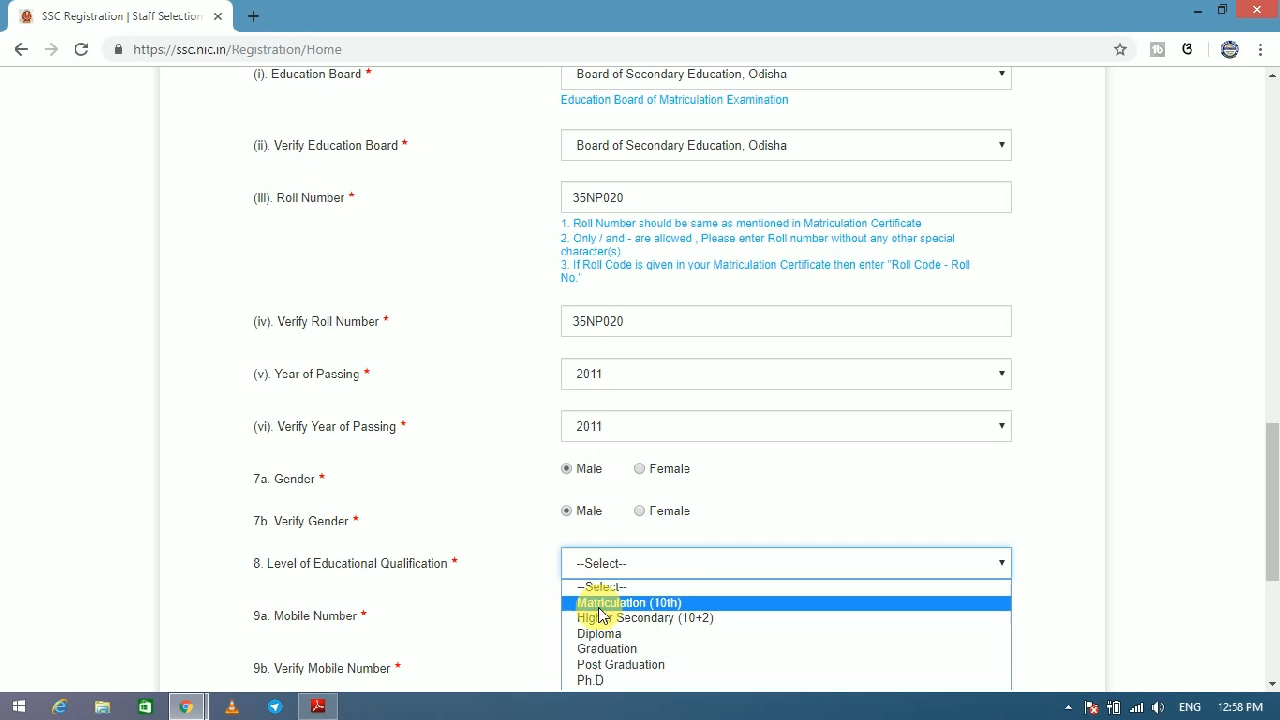 SSC Registration | Staff Selection
https://ssc.nic.in/Registration/Home
(i). Education Board *
Board of Secondary Education, Odisha
Education Board of Matriculation Examination
(ii). Verify Education Board *
Board of Secondary Education, Odisha
(iii). Roll Number *
35NP020
1. Roll Number should be same as mentioned in Matriculation Certificate
2. Only / and - are allowed , Please enter Roll number without any other special
character(s)
3. If Roll Code is given in your Matriculation Certificate then enter "Roll Code - Roll
No."
(iv). Verify Roll Number *
35NP020
(v). Year of Passing *
2011
(vi). Verify Year of Passing *
2011
7a. Gender *
Male
Female
7b. Verify Gender *
Male
Female
8. Level of Educational Qualification *
--Select--
--Select--
Matriculation (10th)
9a. Mobile Number *
Higher Secondary (10+2)
Diploma
Graduation
Post Graduation
9b. Verify Mobile Number *
Ph.D
ENG
12:58 PM